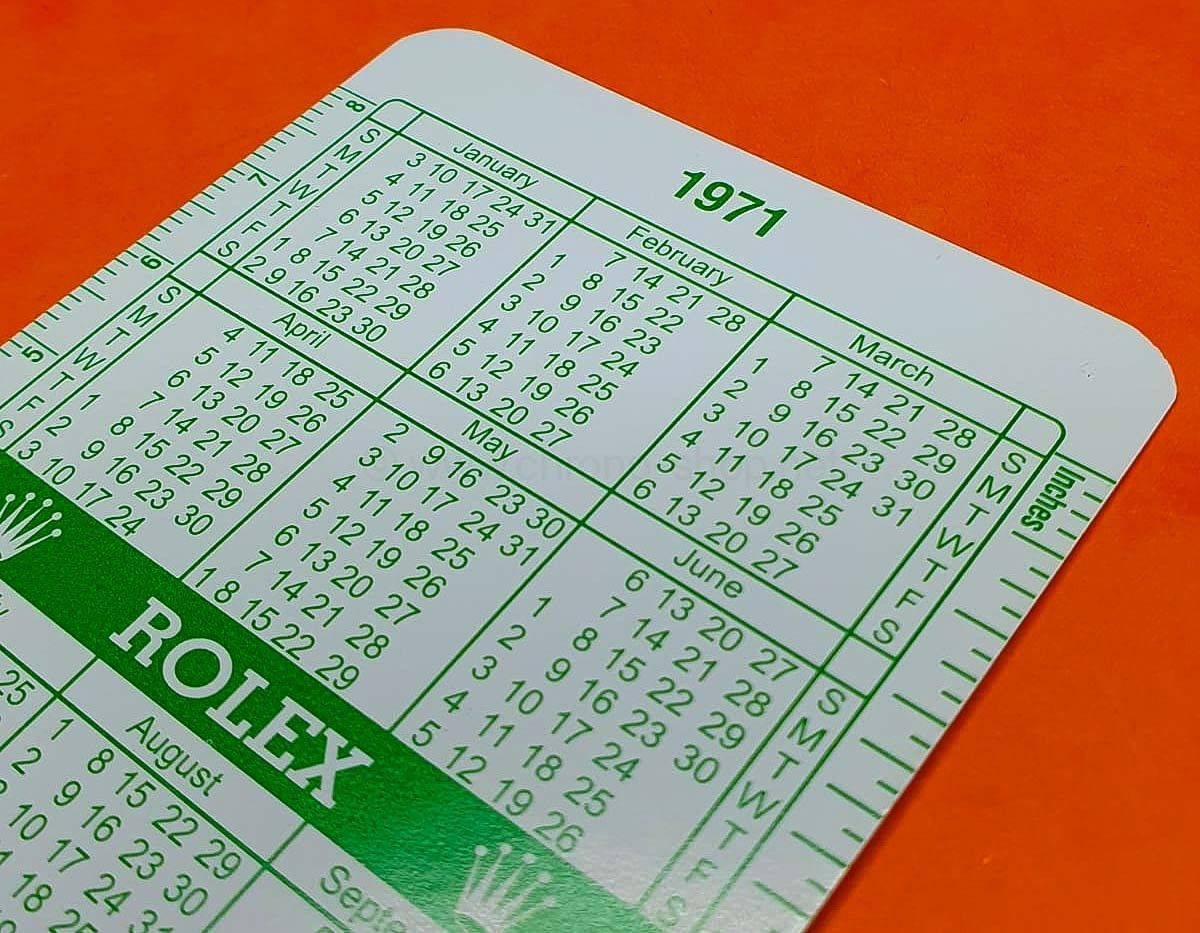 1971
8 7 6 5
Inches
January February March
S 3 10 17 24 31 7 14 21 28 7 14 21 28 S
M 4 11 18 25 1 8 15 22 1 8 15 22 29 M
T 5 12 19 26 2 9 16 23 2 9 16 23 30 T
W 6 13 20 27 3 10 17 24 3 10 17 24 31 W
T 7 14 21 28 4 11 18 25 4 11 18 25 T
F 1 8 15 22 29 5 12 19 26 5 12 19 26 F
S 2 9 16 23 30 6 13 20 27 6 13 20 27 S
April May June
S 4 11 18 25 2 9 16 23 30 6 13 20 27 S
M 5 12 19 26 3 10 17 24 31 7 14 21 28 M
T 6 13 20 27 4 11 18 25 1 8 15 22 29 T
W 7 14 21 28 5 12 19 26 2 9 16 23 30 W
T 1 8 15 22 29 6 13 20 27 3 10 17 24 T
F 2 9 16 23 30 7 14 21 28 4 11 18 25 F
S 3 10 17 24 1 8 15 22 29 5 12 19 26 S
ROLEX
August Septe
25 1 8 15 22 29
2 9 16 23 30
10 17 24 31
18 25